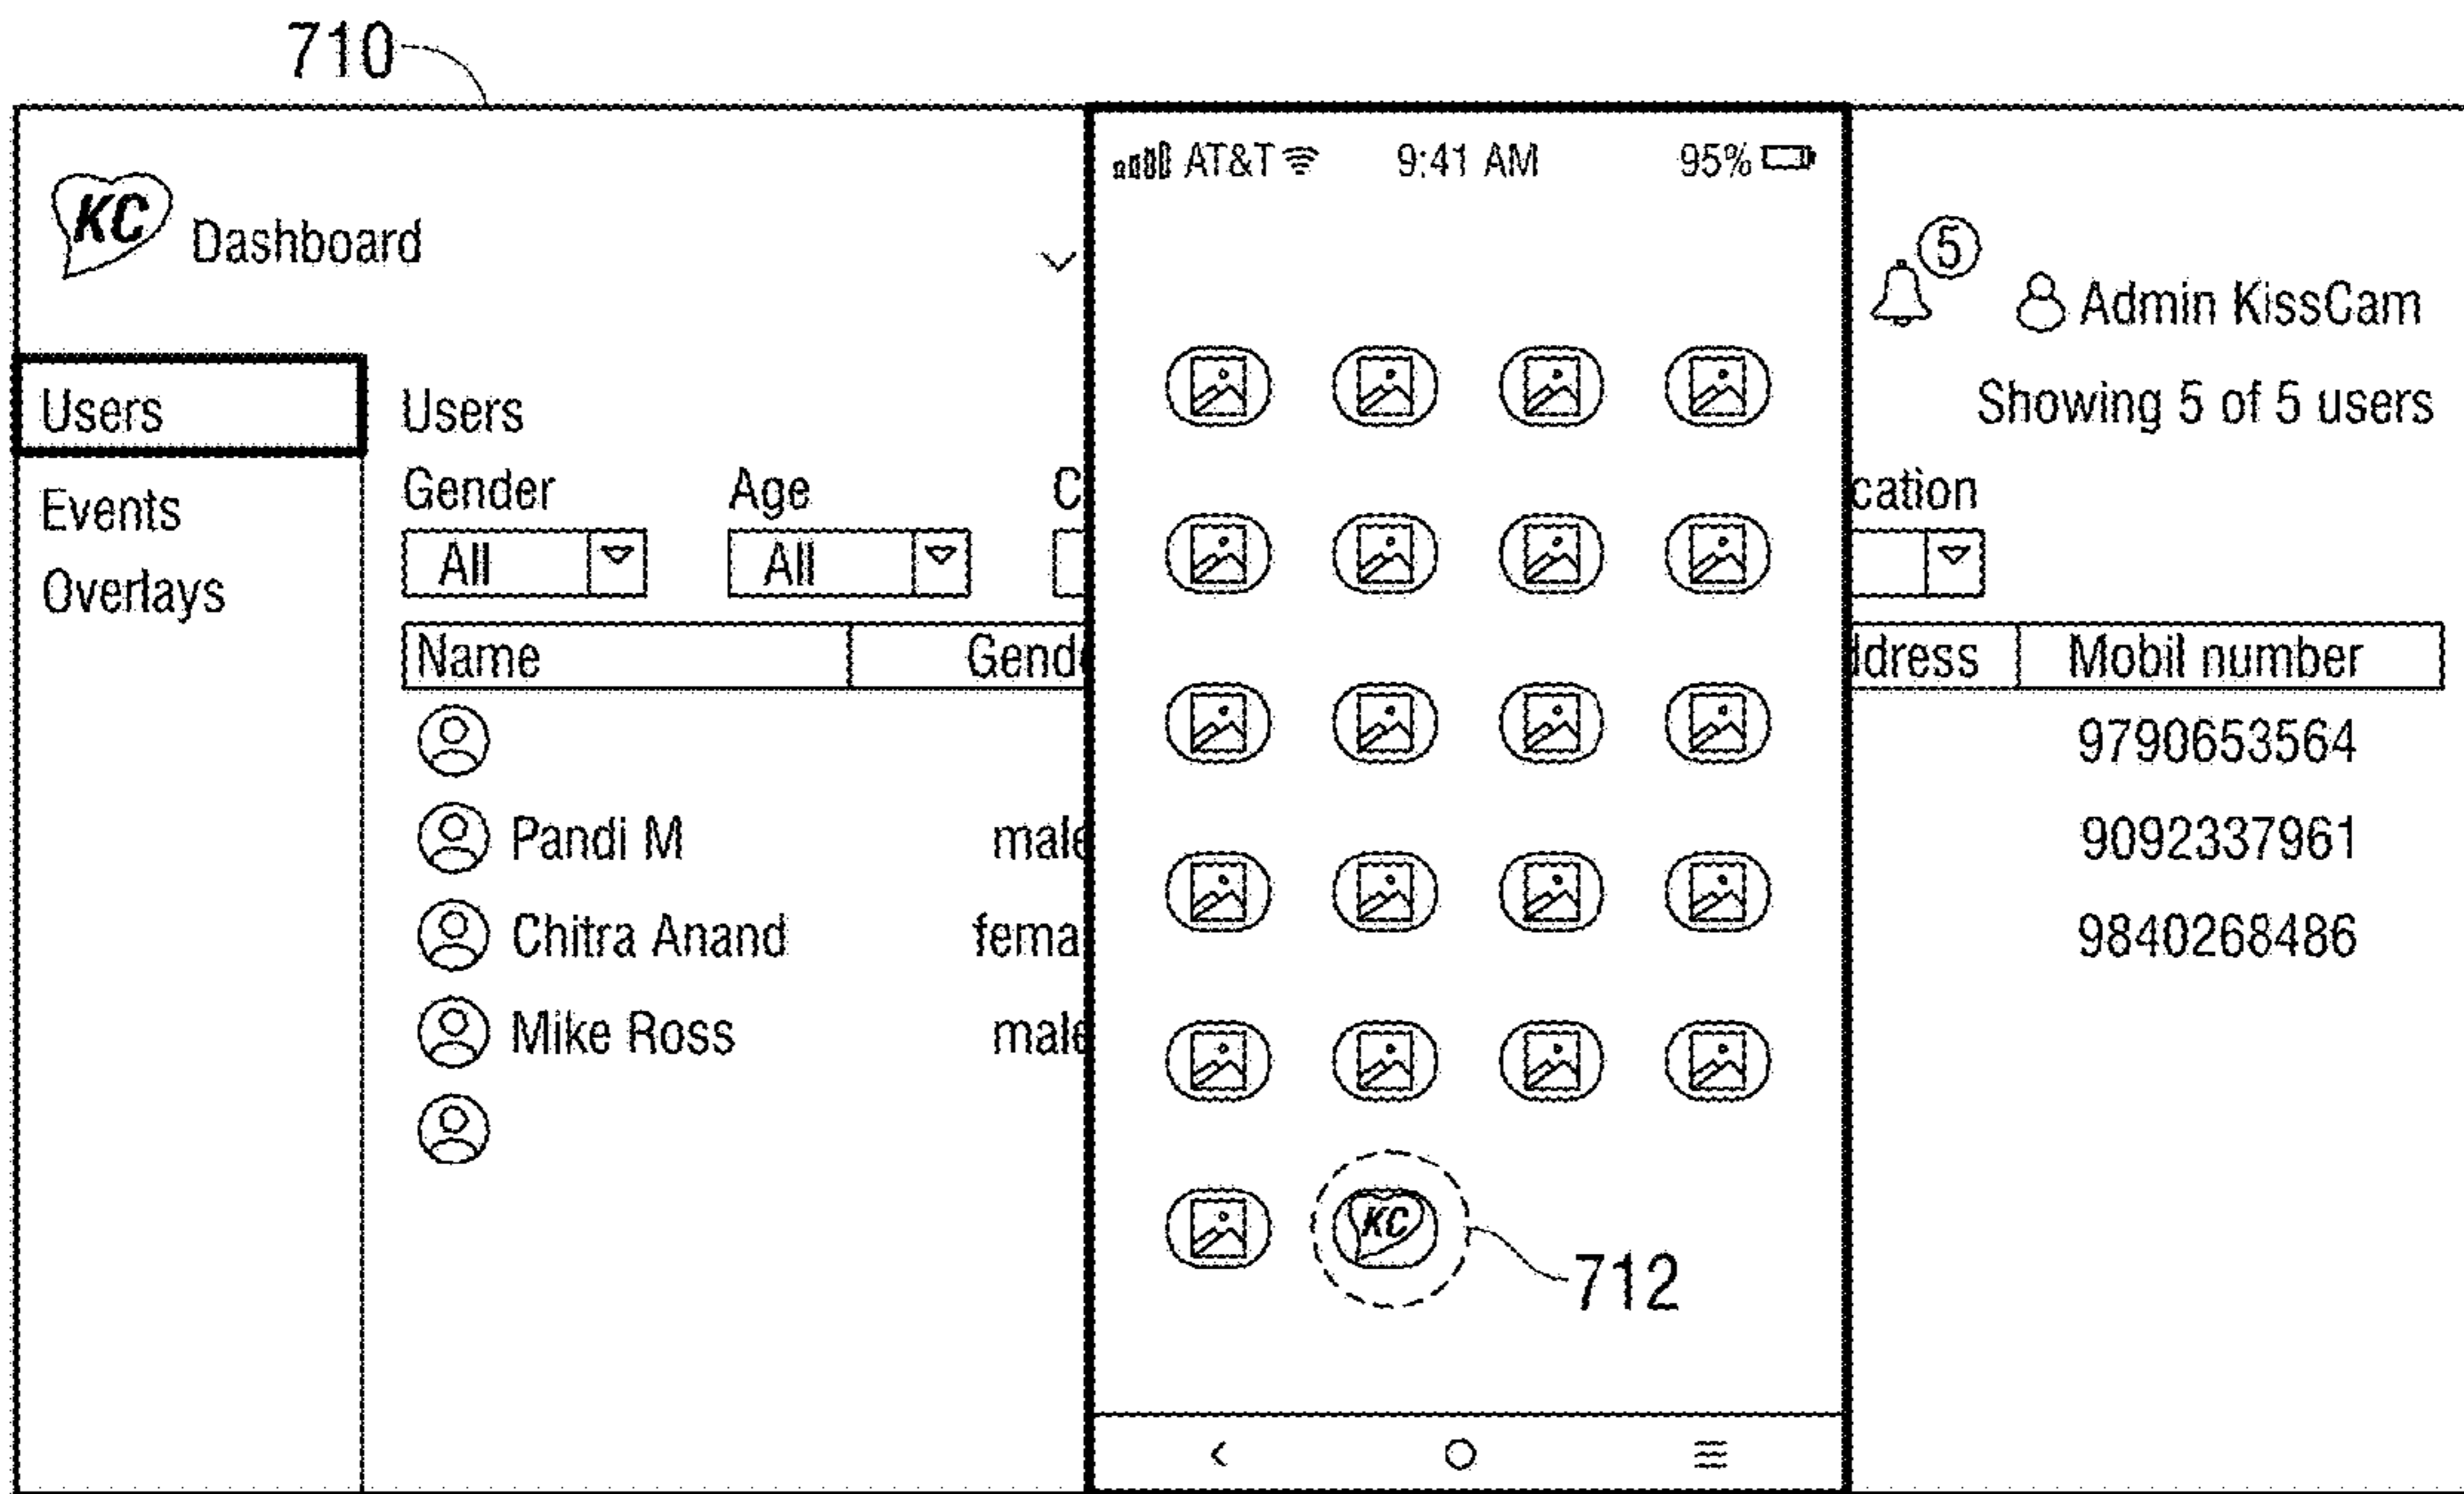 710
KC Dashboard
AT&T 9:41 AM 95%
5
Admin KissCam
Users
Users
Showing 5 of 5 users
Events
Overlays
Gender Age C cation
All All
Name Gende ddress Mobil number
9790653564
Pandi M male 9092337961
Chitra Anand fema 9840268486
Mike Ross male
KC
712